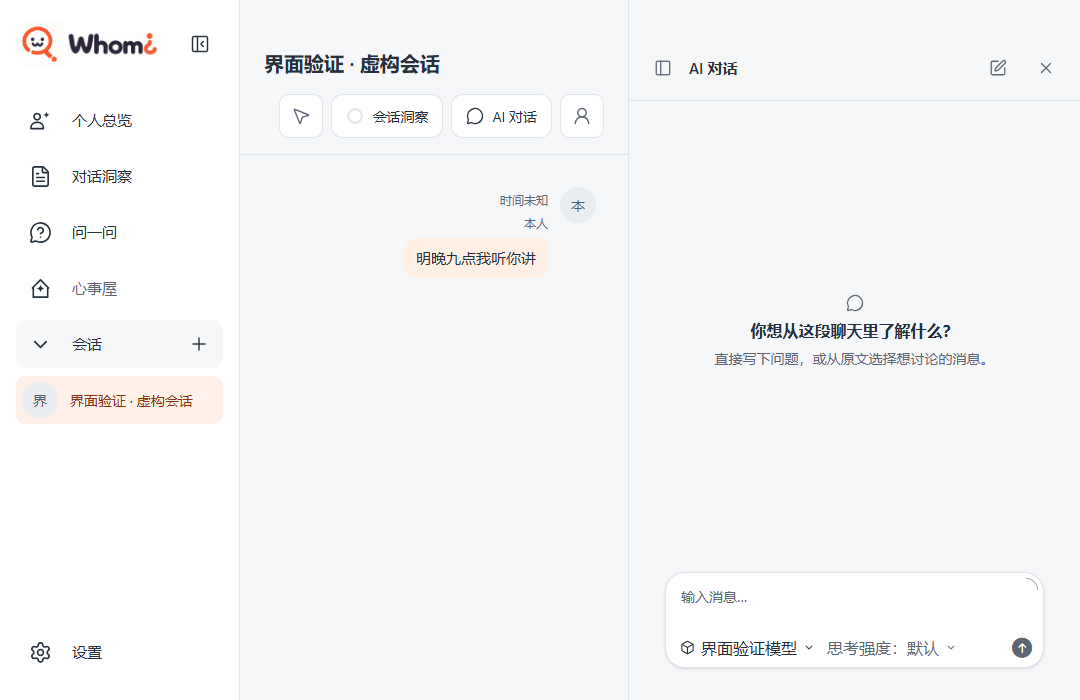 Whomi
个人总览
对话洞察
问一问
心事屋
会话
界 界面验证 · 虚构会话
设置
界面验证 · 虚构会话
会话洞察 AI 对话
时间未知
本人
本
明晚九点我听你讲
AI 对话
你想从这段聊天里了解什么?
直接写下问题，或从原文选择想讨论的消息。
输入消息...
界面验证模型 思考强度：默认